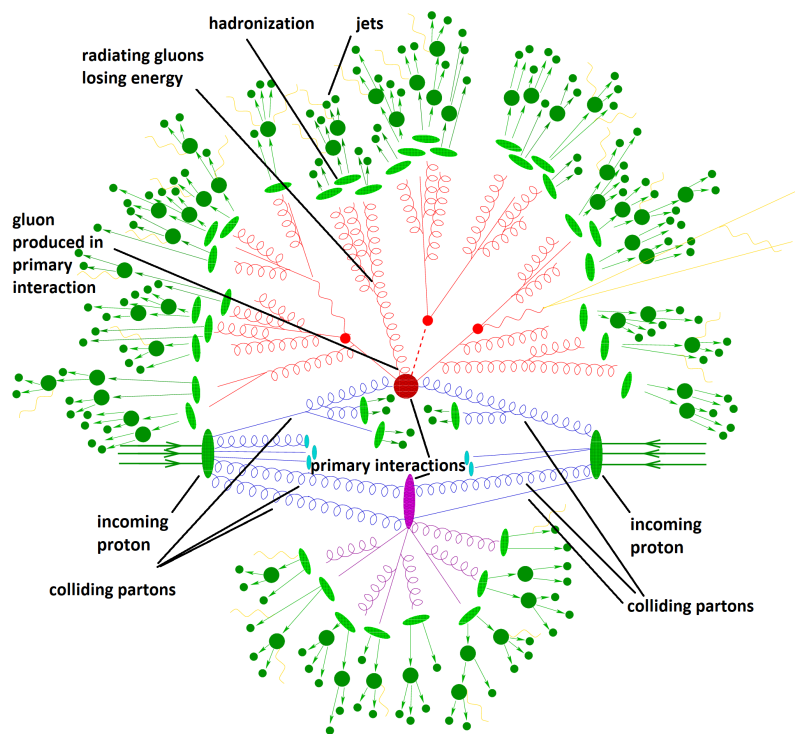 hadronization
jets
radiating gluons
losing energy
gluon
produced in
primary
interaction
primary interactions
incoming
proton
incoming
proton
colliding partons
colliding partons